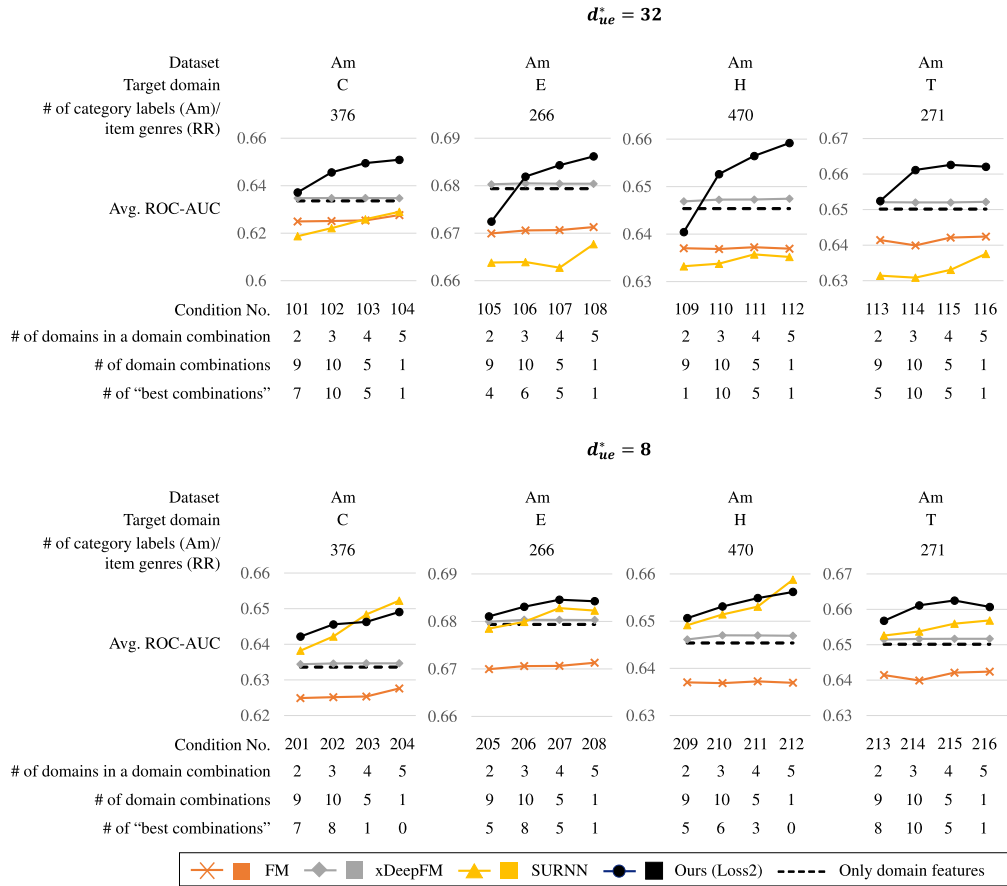 d*ue = 32
Dataset Am Am Am Am
Target domain C E H T
# of category labels (Am)/
item genres (RR) 376 266 470 271
0.66 0.69 0.66 0.67
0.64 0.68 0.65 0.66
Avg. ROC-AUC 0.65
0.62 0.67 0.64 0.64
0.6 0.66 0.63 0.63
Condition No. 101 102 103 104 105 106 107 108 109 110 111 112 113 114 115 116
# of domains in a domain combination 2 3 4 5 2 3 4 5 2 3 4 5 2 3 4 5
# of domain combinations 9 10 5 1 9 10 5 1 9 10 5 1 9 10 5 1
# of “best combinations” 7 10 5 1 4 6 5 1 1 10 5 1 5 10 5 1
d*ue = 8
Dataset Am Am Am Am
Target domain C E H T
# of category labels (Am)/
item genres (RR) 376 266 470 271
0.66 0.69 0.66 0.67
0.65 0.68 0.65 0.66
Avg. ROC-AUC 0.64 0.65
0.63 0.67 0.64 0.64
0.62 0.66 0.63 0.63
Condition No. 201 202 203 204 205 206 207 208 209 210 211 212 213 214 215 216
# of domains in a domain combination 2 3 4 5 2 3 4 5 2 3 4 5 2 3 4 5
# of domain combinations 9 10 5 1 9 10 5 1 9 10 5 1 9 10 5 1
# of “best combinations” 7 8 1 0 5 8 5 1 5 6 3 0 8 10 5 1
FM xDeepFM SURNN Ours (Loss2) Only domain features